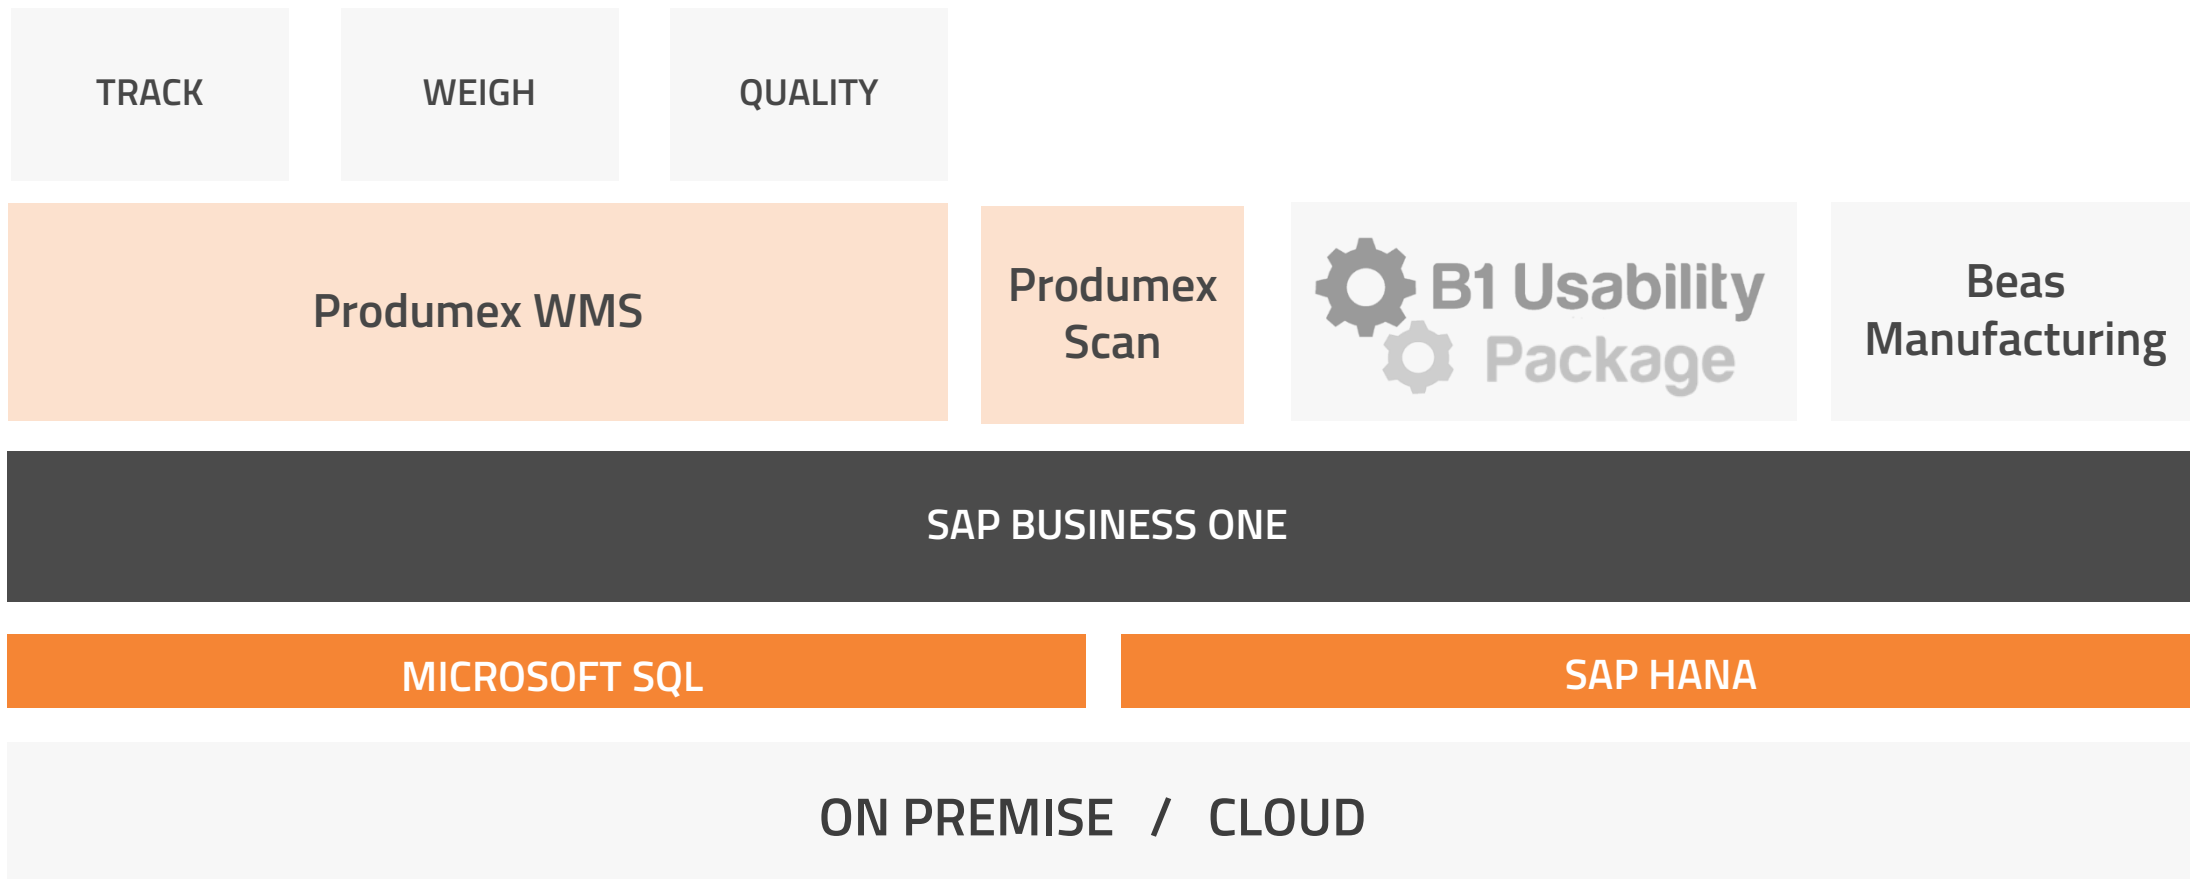 TRACK
WEIGH
QUALITY
Produmex WMS
Produmex
Scan
B1 Usability
Package
Beas
Manufacturing
SAP BUSINESS ONE
MICROSOFT SQL
SAP HANA
ON PREMISE / CLOUD